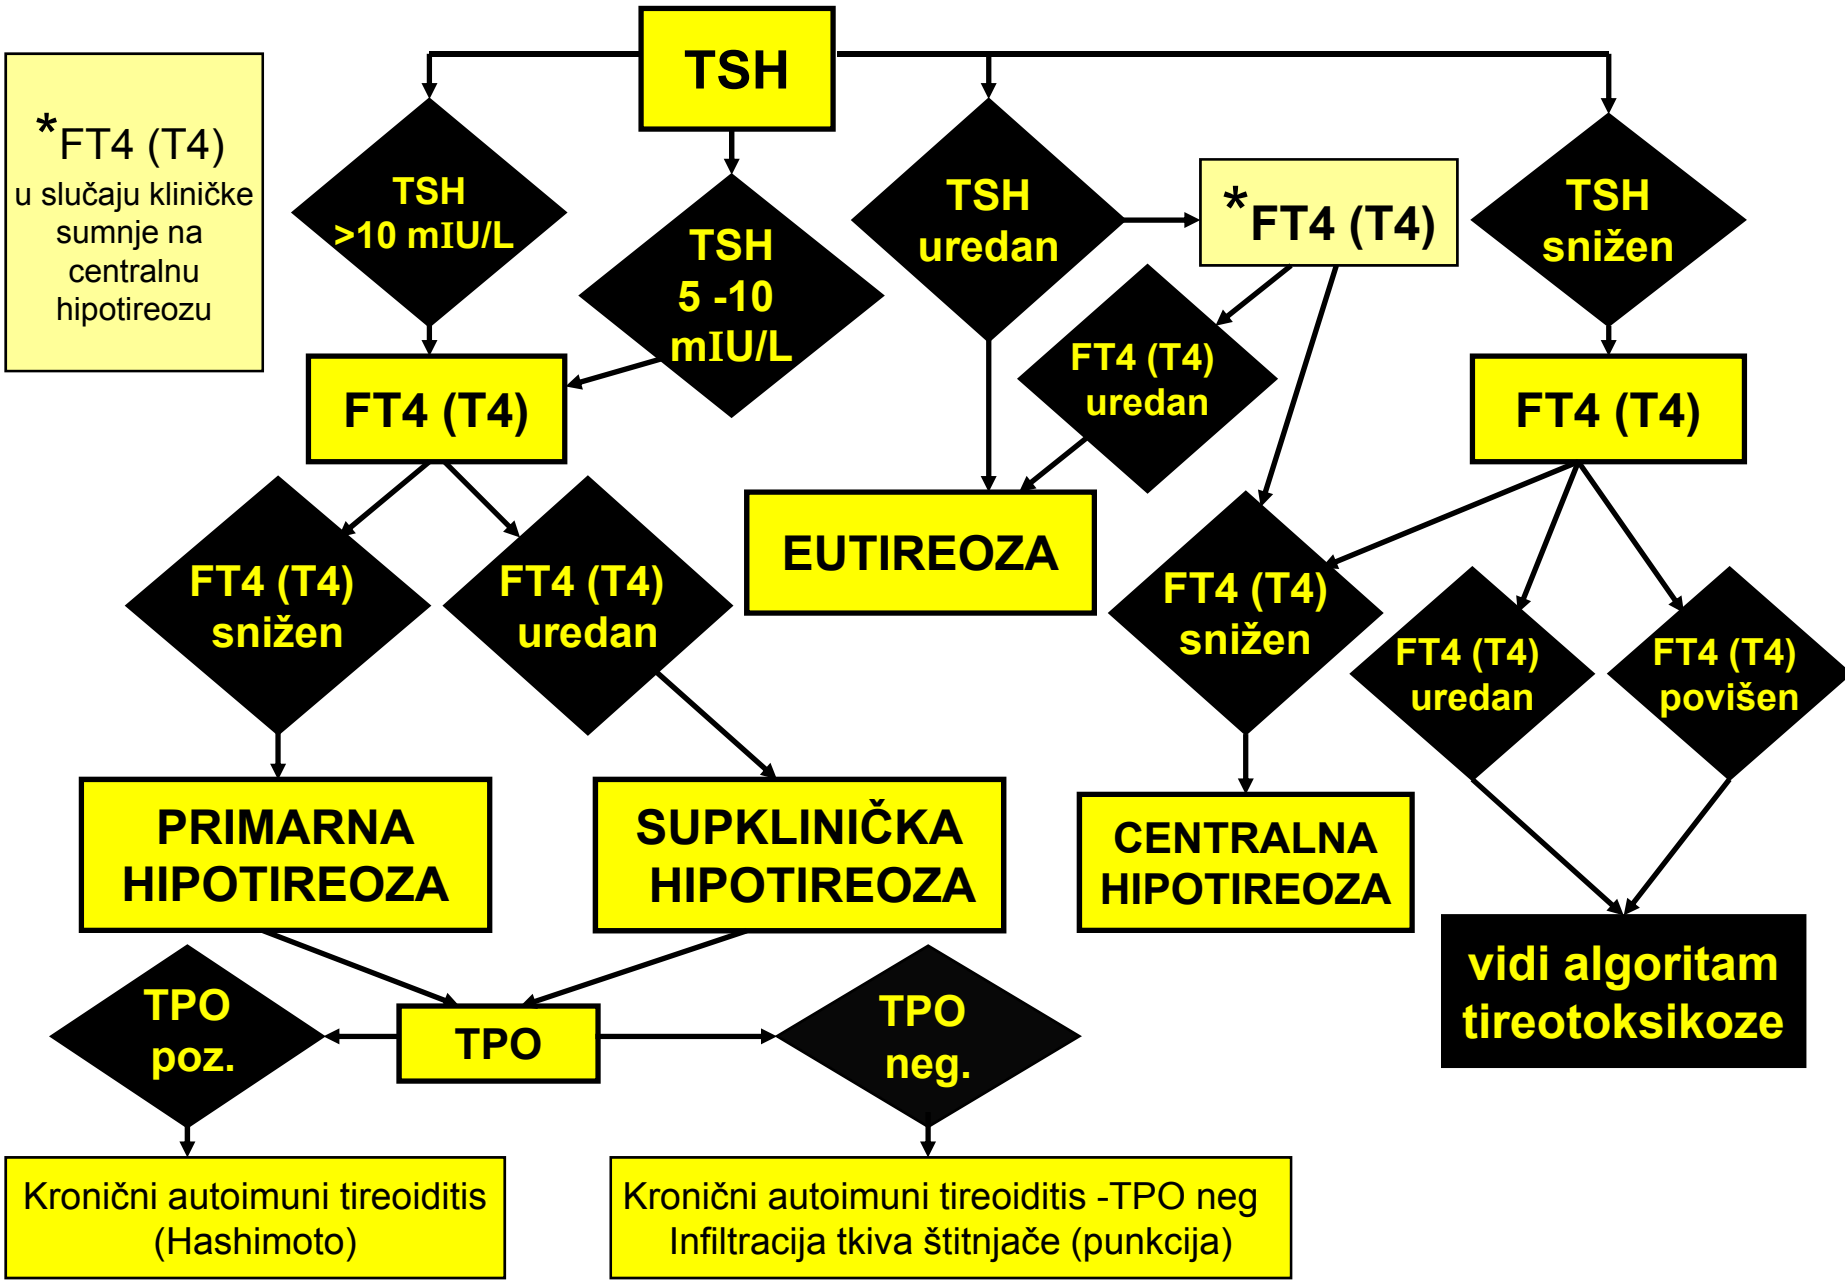 TSH
*FT4 (T4)
u slučaju kliničke
sumnje na
centralnu
hipotireozu
TSH
>10 mIU/L
TSH
5 -10
mIU/L
TSH
uredan
*FT4 (T4)
TSH
snižen
FT4 (T4)
FT4 (T4)
uredan
FT4 (T4)
EUTIREOZA
FT4 (T4)
snižen
FT4 (T4)
uredan
FT4 (T4)
snižen
FT4 (T4)
uredan
FT4 (T4)
povišen
PRIMARNA
HIPOTIREOZA
SUPKLINIČKA
HIPOTIREOZA
CENTRALNA
HIPOTIREOZA
vidi algoritam
tireotoksikoze
TPO
poz.
TPO
TPO
neg.
Kronični autoimuni tireoiditis
(Hashimoto)
Kronični autoimuni tireoiditis -TPO neg
Infiltracija tkiva štitnjače (punkcija)